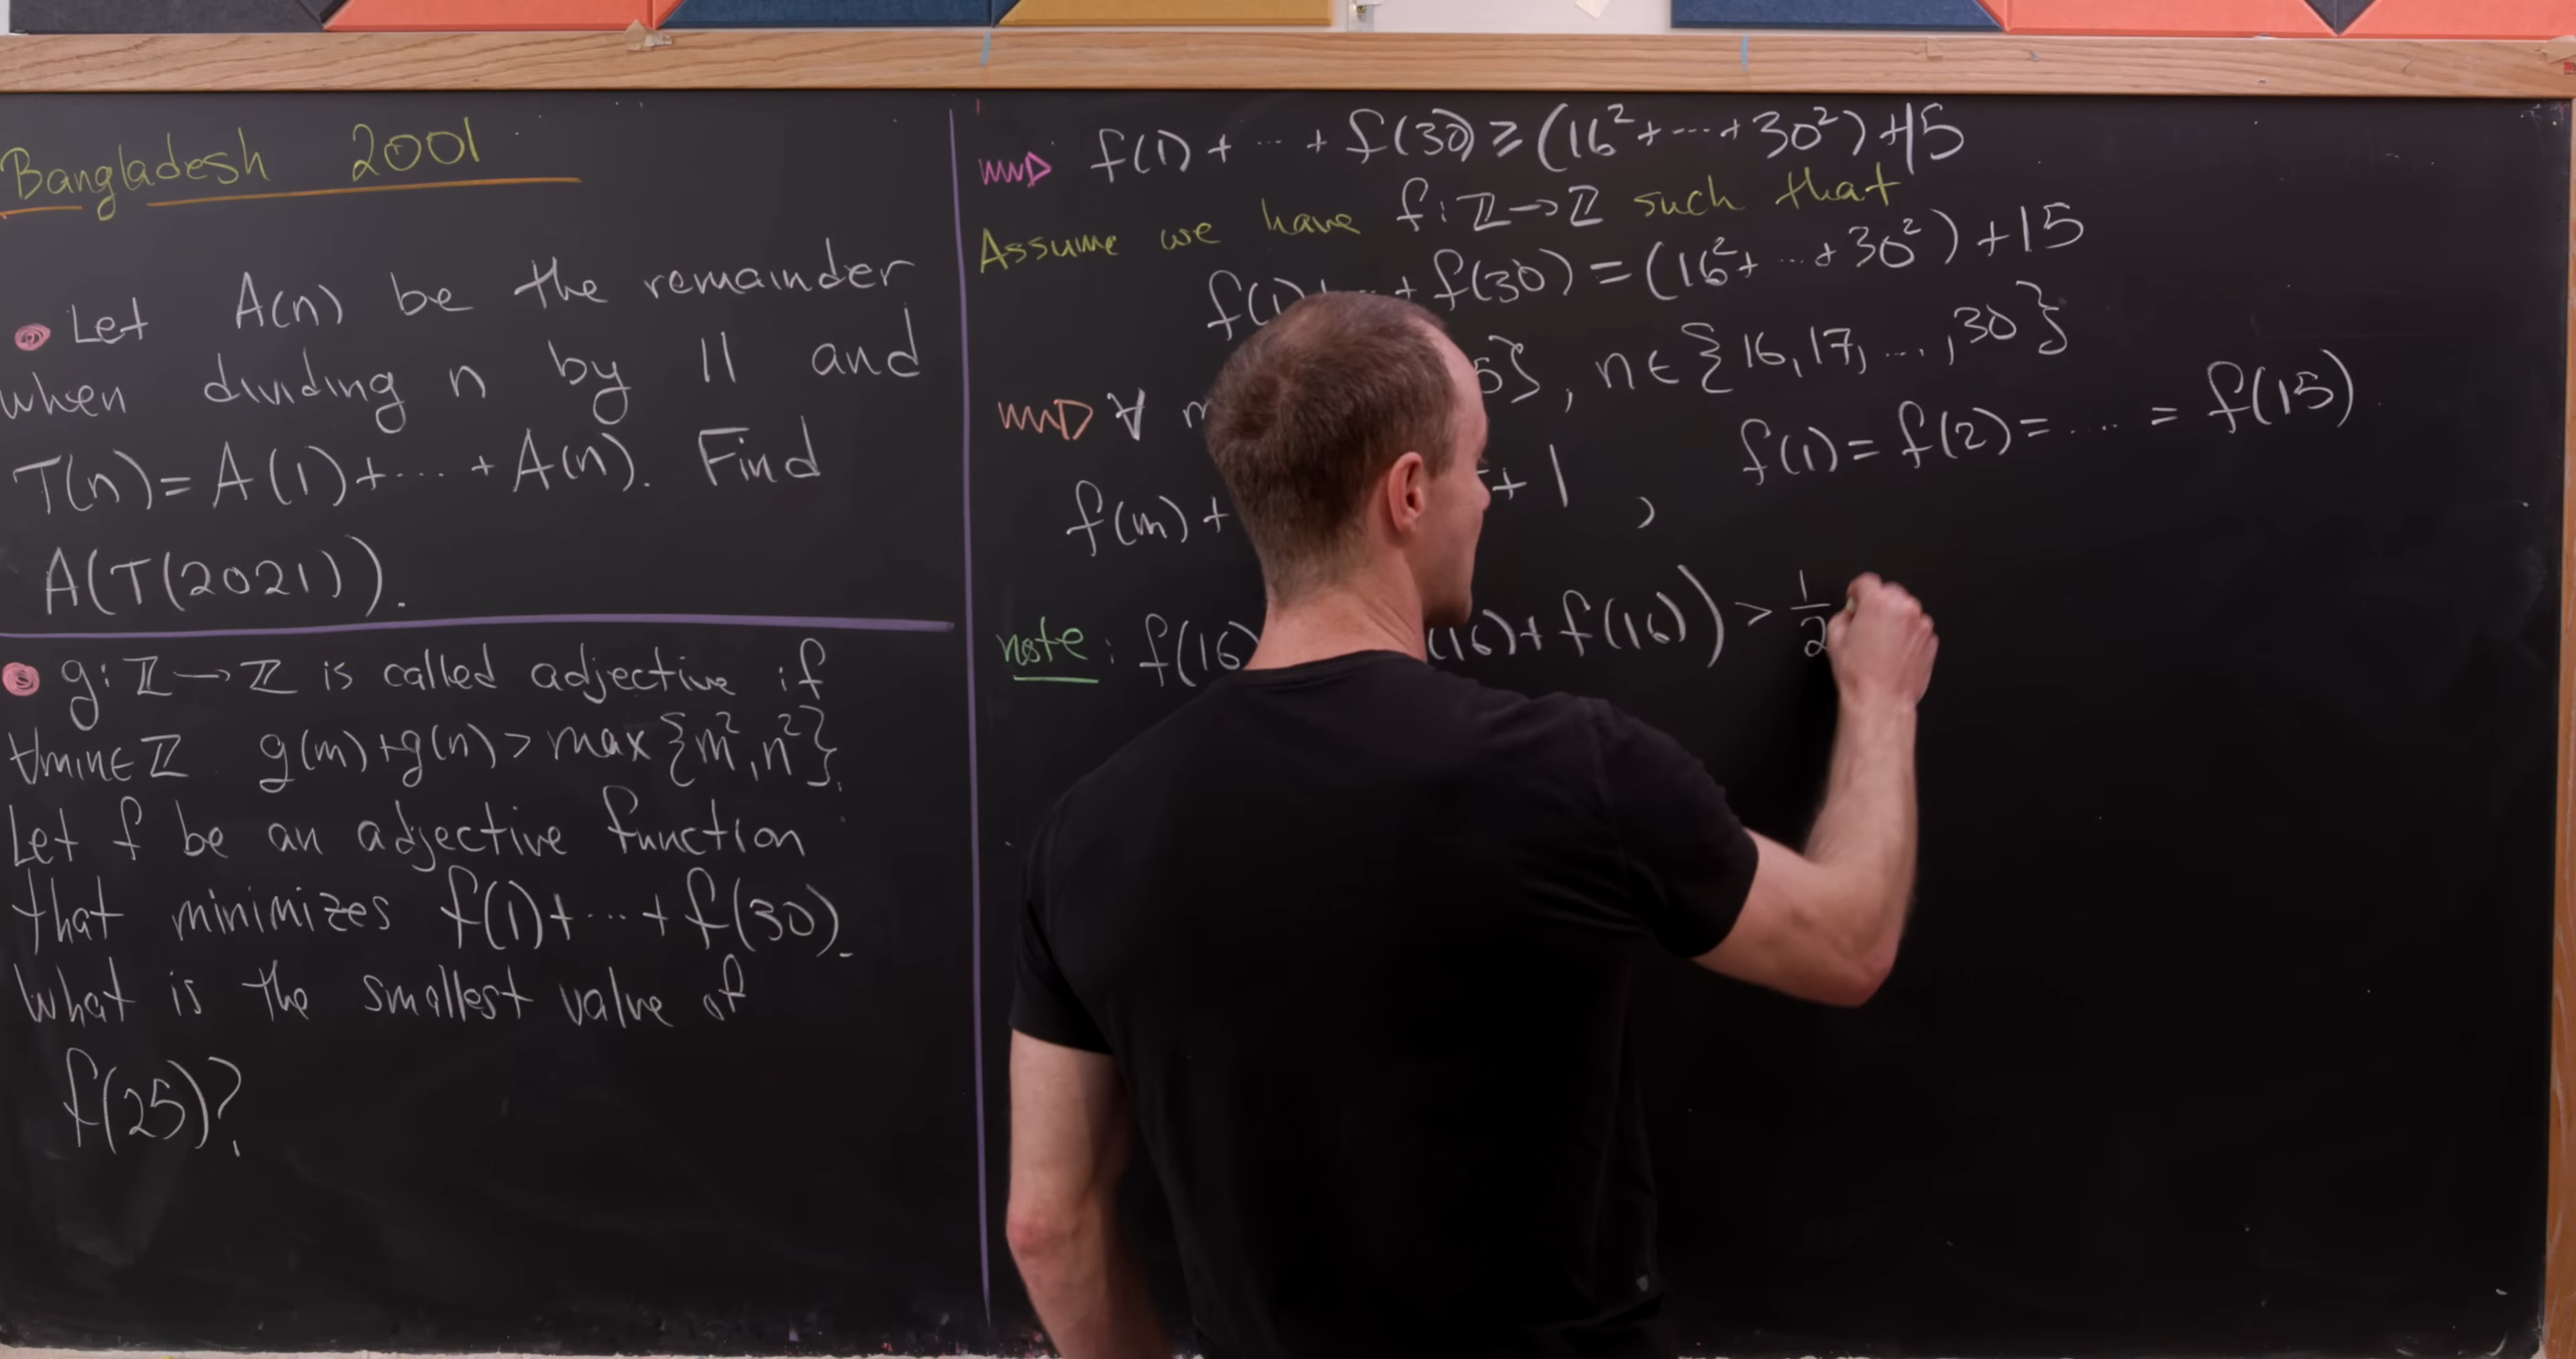 Bangladesh 2001
• Let A(n) be the remainder
when dividing n by 11 and
T(n)=A(1)+···+A(n). Find
A(T(2021)).
• g:ℤ→ℤ is called adjective if
∀m,n∈ℤ g(m)+g(n)>max{m²,n²}.
Let f be an adjective function
that minimizes f(1)+···+f(30).
What is the smallest value of
f(25)?
f(1)+···+f(30)≥(16²+···+30²)+15
Assume we have f:ℤ→ℤ such that
f(1)+···+f(30)=(16²+···+30²)+15
∀ , n∈{16,17,...,30}
f(m)+ +1 , f(1)=f(2)=....=f(15)
note: f(16) (16)+f(16))>1/2